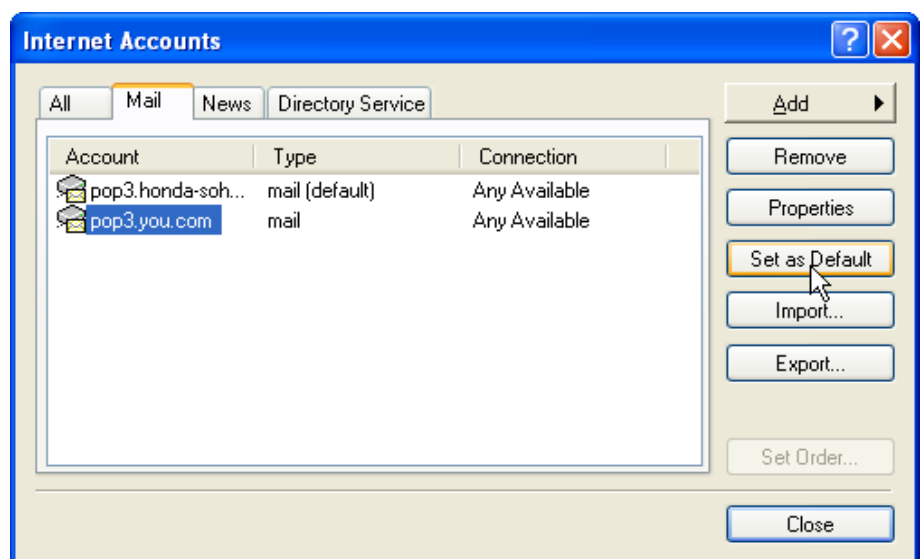 Internet Accounts
All Mail News Directory Service
Add
Account Type Connection
Remove
pop3.honda-soh... mail (default) Any Available
pop3.you.com mail Any Available
Properties
Set as Default
Import...
Export...
Set Order...
Close